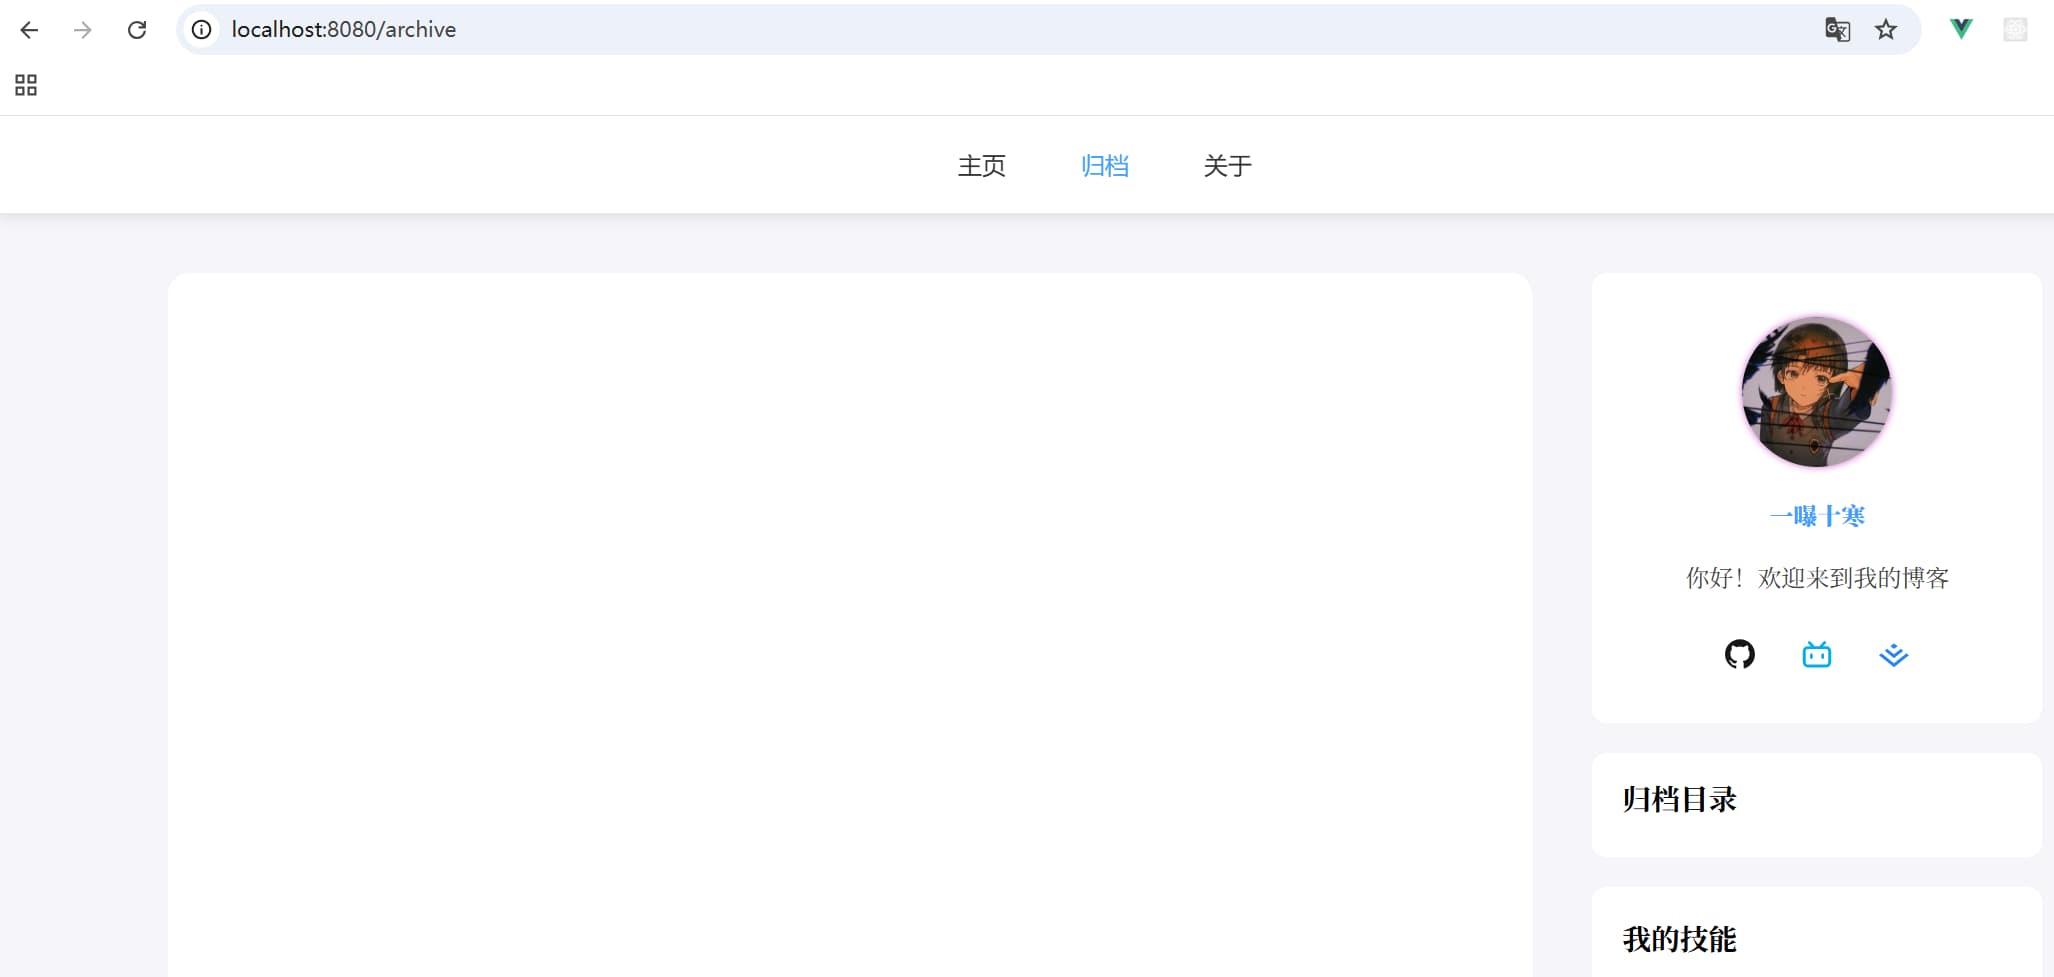 localhost:8080/archive
主页 归档 关于
一曝十寒
你好！欢迎来到我的博客
归档目录
我的技能